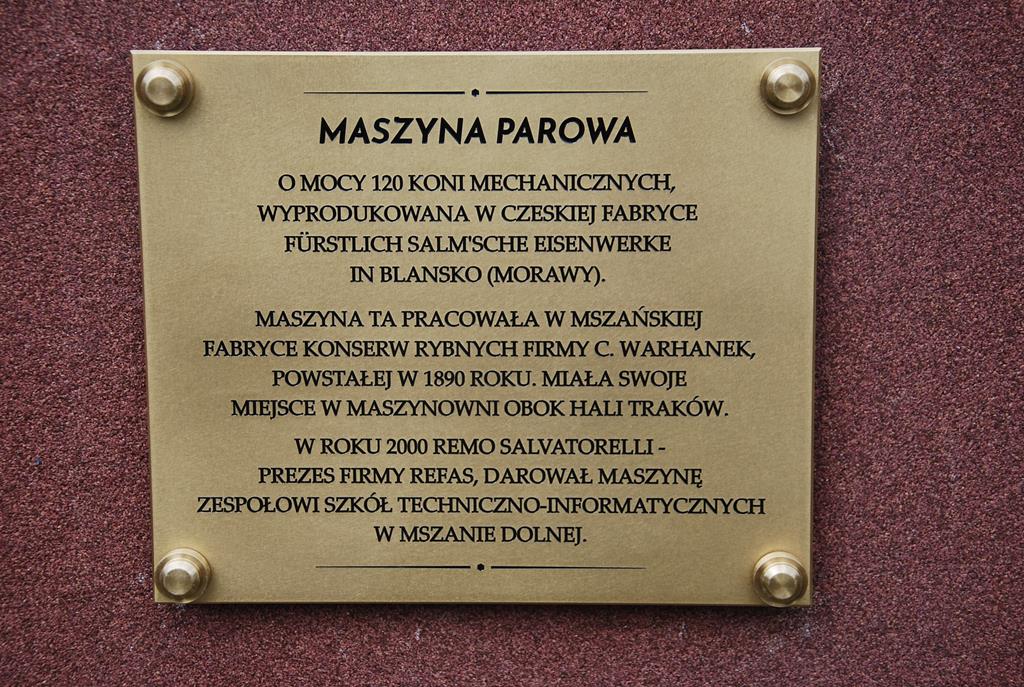 MASZYNA PAROWA
O MOCY 120 KONI MECHANICZNYCH,
WYPRODUKOWANA W CZESKIEJ FABRYCE
FÜRSTLICH SALM'SCHE EISENWERKE
IN BLANSKO (MORAWY).
MASZYNA TA PRACOWAŁA W MSZAŃSKIEJ
FABRYCE KONSERW RYBNYCH FIRMY C. WARHANEK,
POWSTAŁEJ W 1890 ROKU. MIAŁA SWOJE
MIEJSCE W MASZYNOWNI OBOK HALI TRAKÓW.
W ROKU 2000 REMO SALVATORELLI -
PREZES FIRMY REFAS, DAROWAŁ MASZYNĘ
ZESPOŁOWI SZKÓŁ TECHNICZNO-INFORMATYCZNYCH
W MSZANIE DOLNEJ.